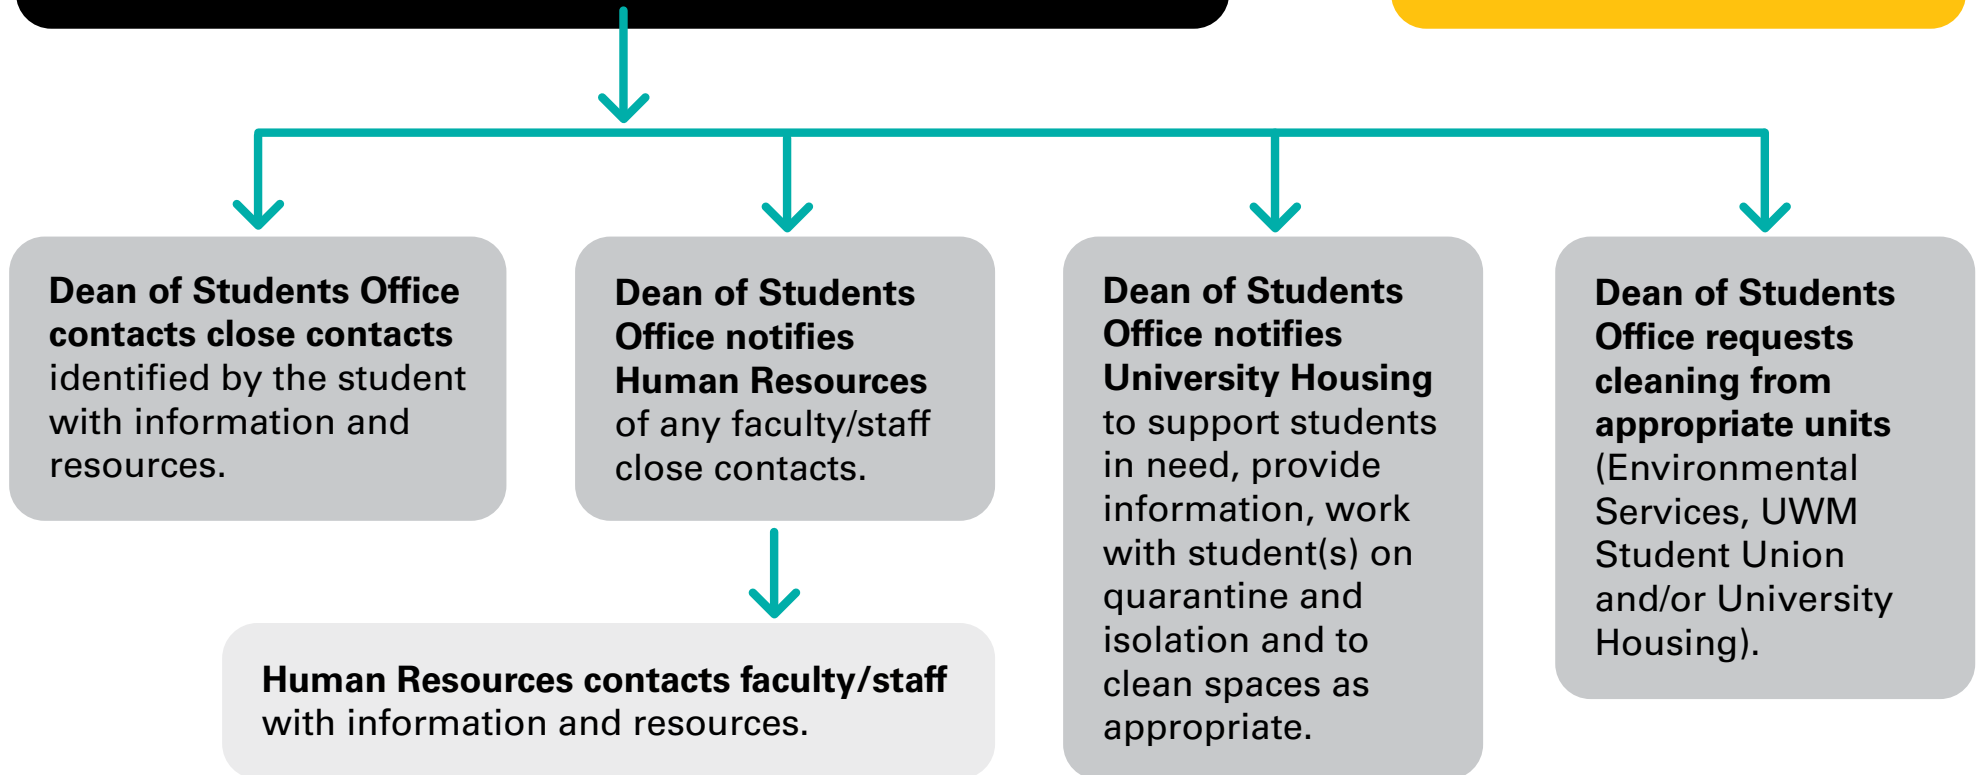 Dean of Students Office
contacts close contacts
identified by the student
with information and
resources.
Dean of Students
Office notifies
Human Resources
of any faculty/staff
close contacts.
Human Resources contacts faculty/staff
with information and resources.
Dean of Students
Office notifies
University Housing
to support students
in need, provide
information, work
with student(s) on
quarantine and
isolation and to
clean spaces as
appropriate.
Dean of Students
Office requests
cleaning from
appropriate units
(Environmental
Services, UWM
Student Union
and/or University
Housing).